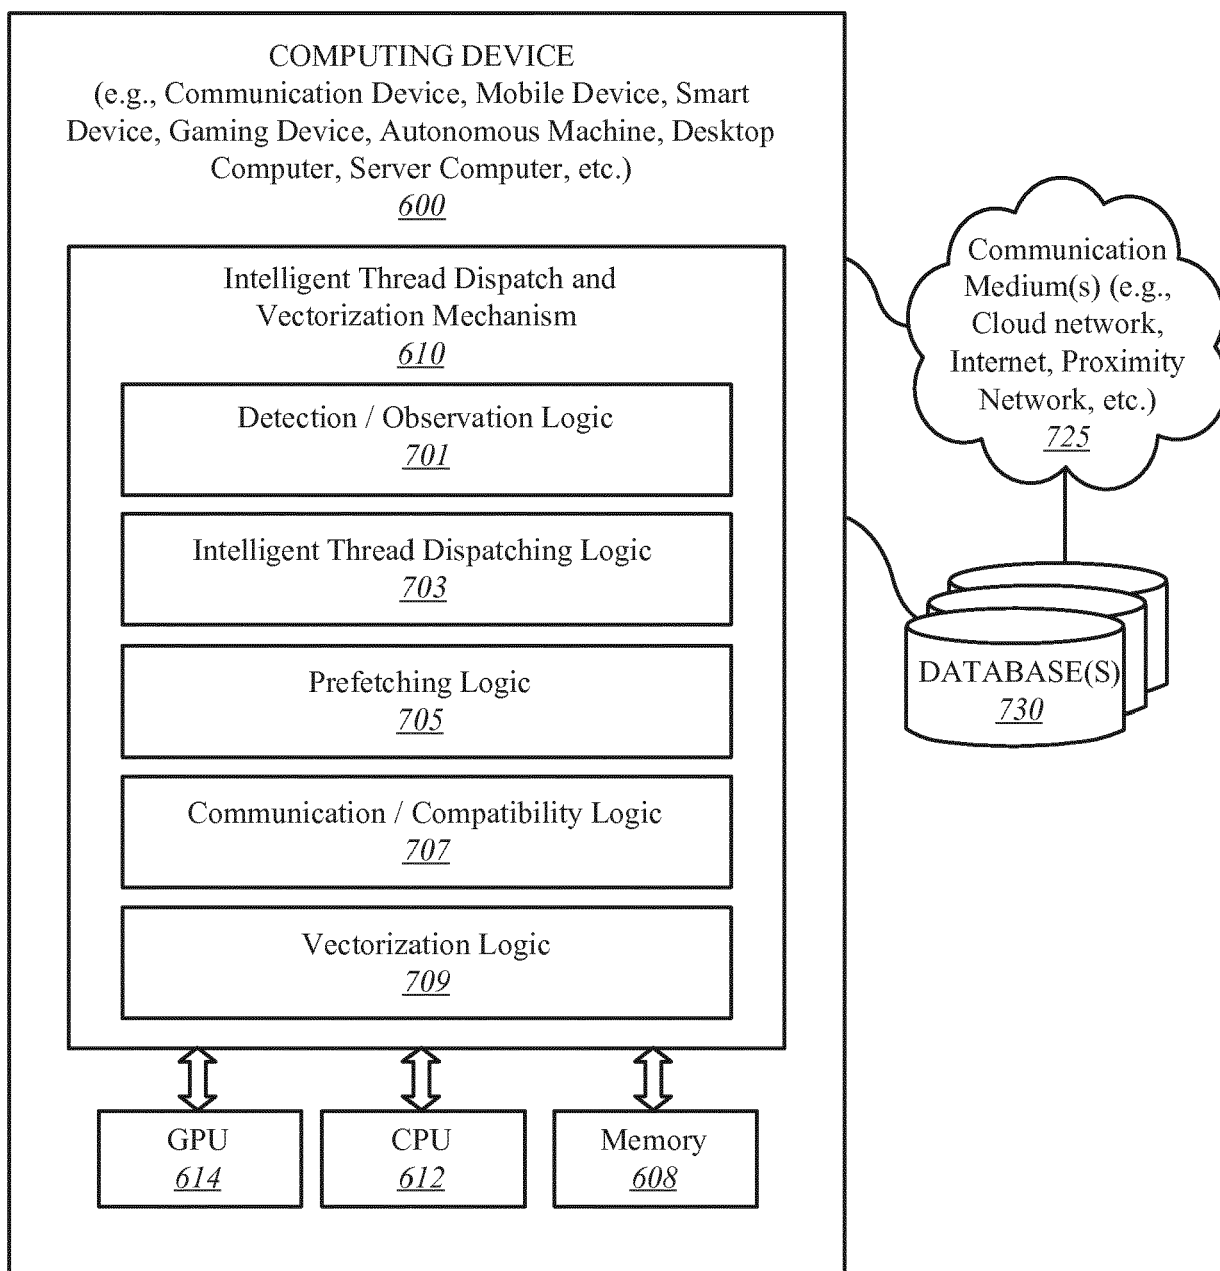 COMPUTING DEVICE
(e.g., Communication Device, Mobile Device, Smart
Device, Gaming Device, Autonomous Machine, Desktop
Computer, Server Computer, etc.)
600
Intelligent Thread Dispatch and
Vectorization Mechanism
610
Detection / Observation Logic
701
Intelligent Thread Dispatching Logic
703
Prefetching Logic
705
Communication / Compatibility Logic
707
Vectorization Logic
709
GPU
614
CPU
612
Memory
608
Communication
Medium(s) (e.g.,
Cloud network,
Internet, Proximity
Network, etc.)
725
DATABASE(S)
730